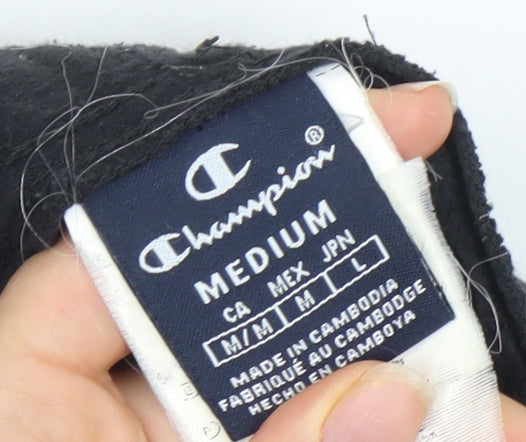 Champion®
MEDIUM
CA MEX JPN
M/M M L
MADE IN CAMBODIA
FABRIQUÉ AU CAMBODGE
HECHO EN CAMBOYA